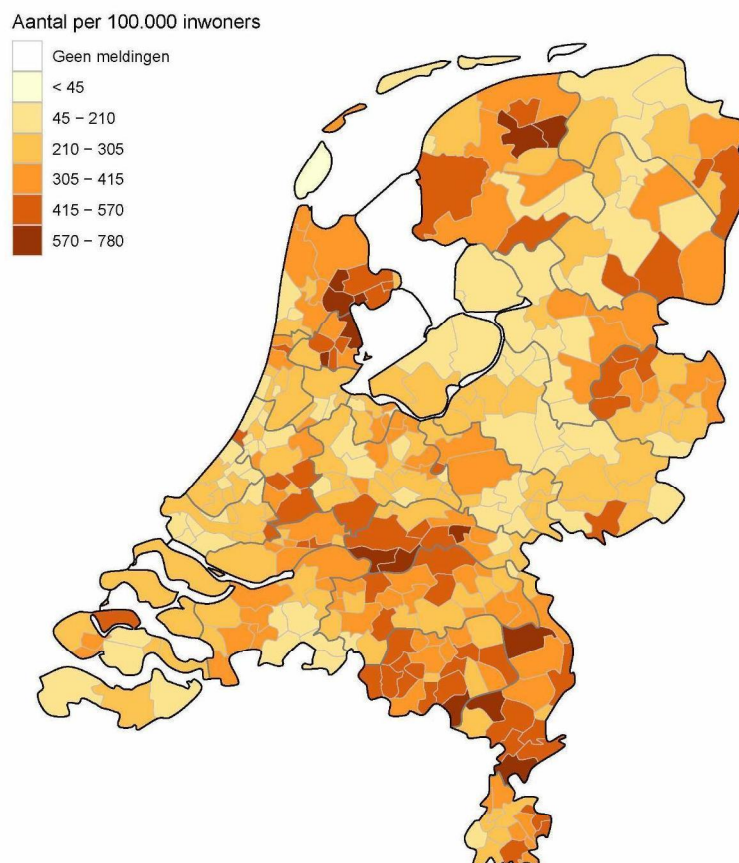 Aantal per 100.000 inwoners
Geen meldingen
< 45
45 – 210
210 – 305
305 – 415
415 – 570
570 – 780